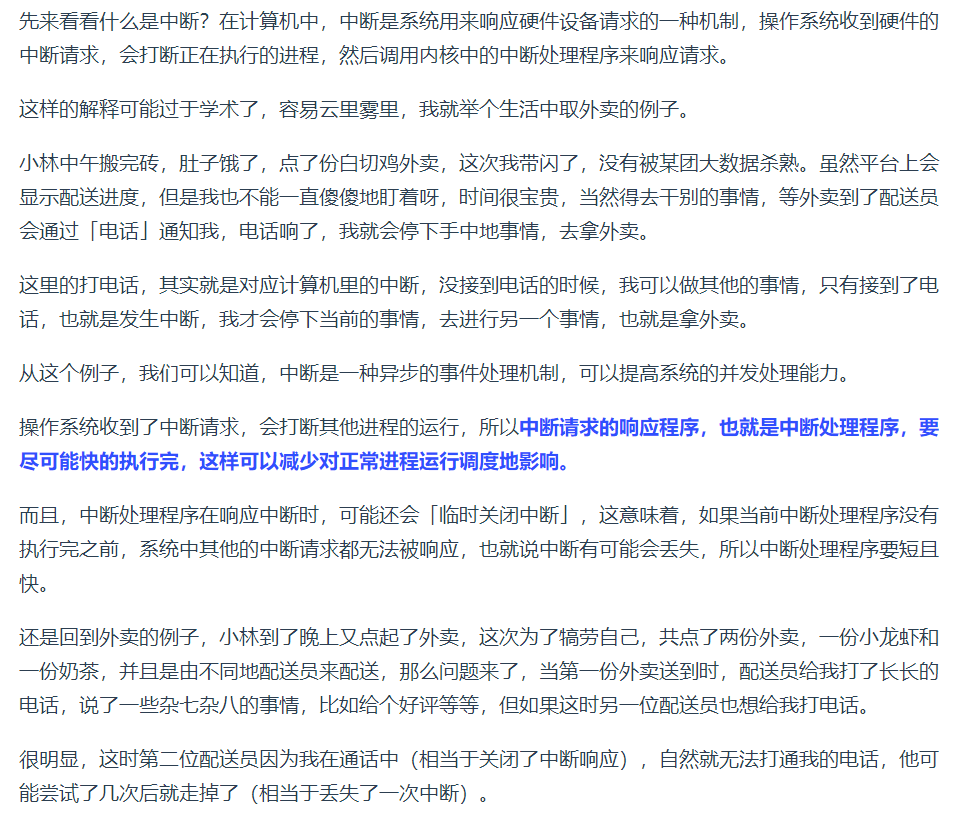 先来看看什么是中断？在计算机中，中断是系统用来响应硬件设备请求的一种机制，操作系统收到硬件的
中断请求，会打断正在执行的进程，然后调用内核中的中断处理程序来响应请求。
这样的解释可能过于学术了，容易云里雾里，我就举个生活中取外卖的例子。
小林中午搬完砖，肚子饿了，点了份白切鸡外卖，这次我带闪了，没有被某团大数据杀熟。虽然平台上会
显示配送进度，但是我也不能一直傻傻地盯着呀，时间很宝贵，当然得去干别的事情，等外卖到了配送员
会通过「电话」通知我，电话响了，我就会停下手中地事情，去拿外卖。
这里的打电话，其实就是对应计算机里的中断，没接到电话的时候，我可以做其他的事情，只有接到了电
话，也就是发生中断，我才会停下当前的事情，去进行另一个事情，也就是拿外卖。
从这个例子，我们可以知道，中断是一种异步的事件处理机制，可以提高系统的并发处理能力。
操作系统收到了中断请求，会打断其他进程的运行，所以中断请求的响应程序，也就是中断处理程序，要
尽可能快的执行完，这样可以减少对正常进程运行调度地影响。
而且，中断处理程序在响应中断时，可能还会「临时关闭中断」，这意味着，如果当前中断处理程序没有
执行完之前，系统中其他的中断请求都无法被响应，也就说中断有可能会丢失，所以中断处理程序要短且
快。
还是回到外卖的例子，小林到了晚上又点起了外卖，这次为了犒劳自己，共点了两份外卖，一份小龙虾和
一份奶茶，并且是由不同地配送员来配送，那么问题来了，当第一份外卖送到时，配送员给我打了长长的
电话，说了一些杂七杂八的事情，比如给个好评等等，但如果这时另一位配送员也想给我打电话。
很明显，这时第二位配送员因为我在通话中（相当于关闭了中断响应），自然就无法打通我的电话，他可
能尝试了几次后就走掉了（相当于丢失了一次中断）。